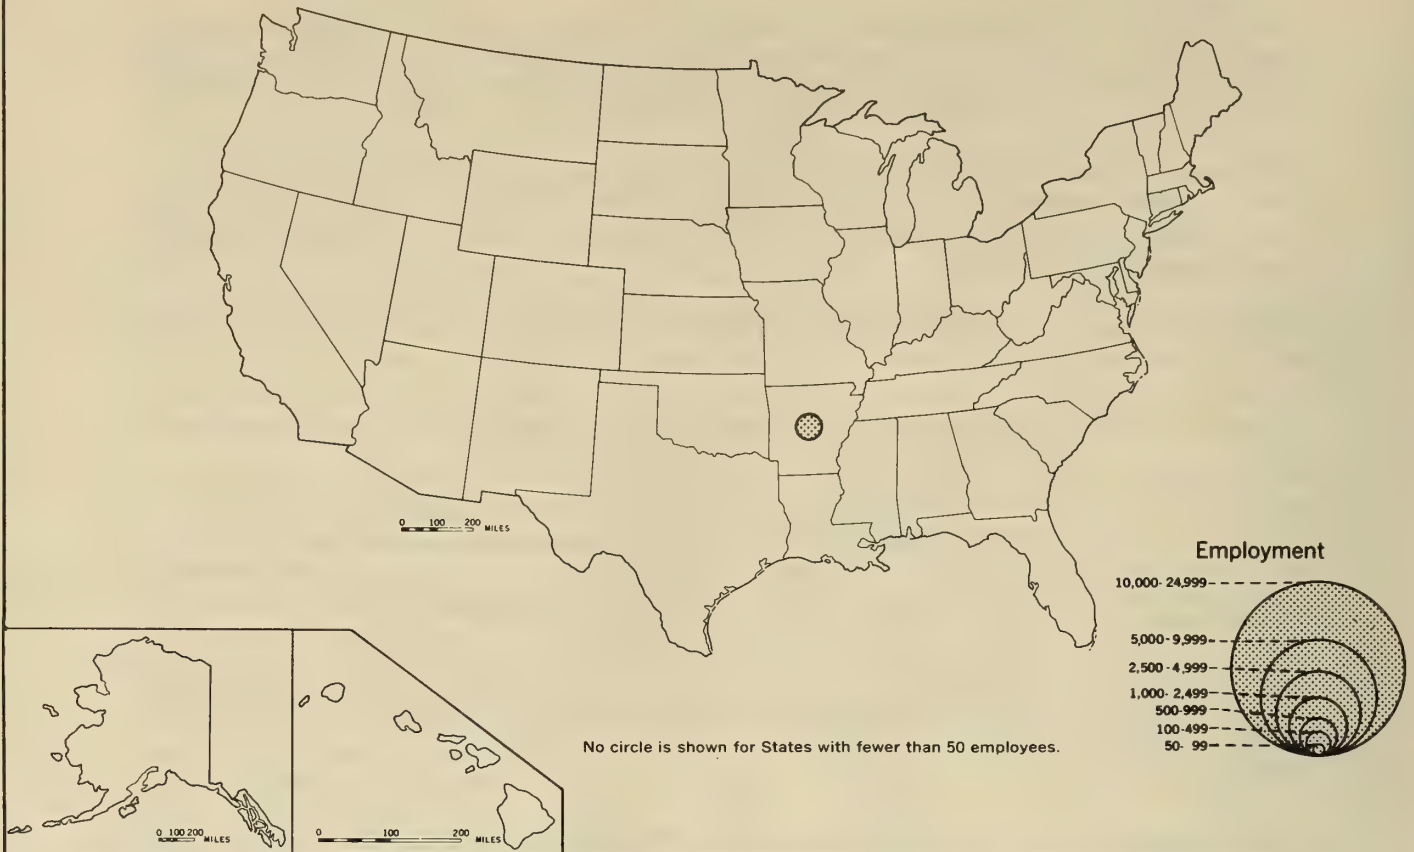 0 100 200 MILES
Employment
10,000- 24,999
5,000- 9,999
2,500 - 4,999
1,000- 2,499
500-999
100-499
50- 99
No circle is shown for States with fewer than 50 employees.
0 100 200 MILES
0 100 200 MILES